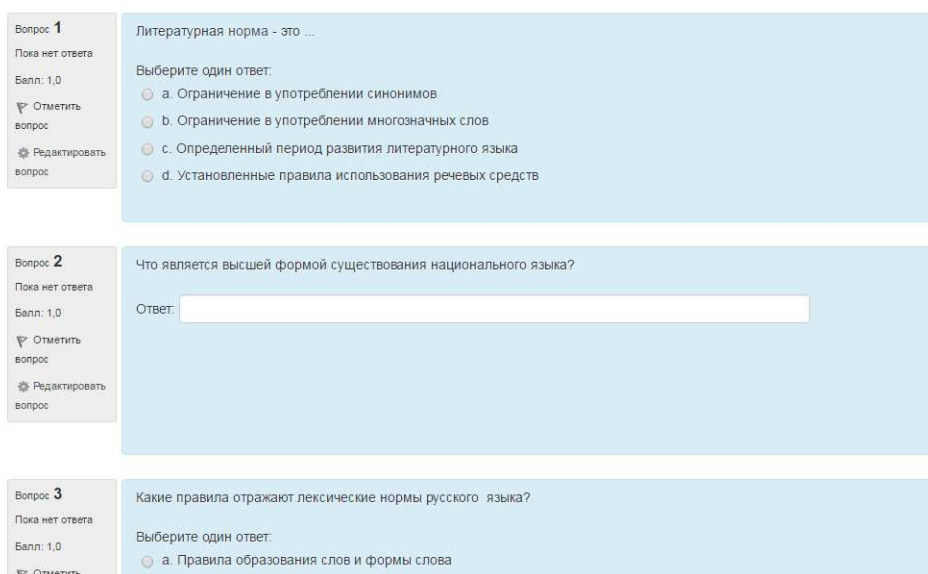 Вопрос 1
Пока нет ответа
Балл: 1,0
Отметить
вопрос
Редактировать
вопрос
Литературная норма - это ...
Выберите один ответ:
a. Ограничение в употреблении синонимов
b. Ограничение в употреблении многозначных слов
c. Определенный период развития литературного языка
d. Установленные правила использования речевых средств
Вопрос 2
Пока нет ответа
Балл: 1,0
Отметить
вопрос
Редактировать
вопрос
Что является высшей формой существования национального языка?
Ответ:
Вопрос 3
Пока нет ответа
Балл: 1,0
Отметить
Какие правила отражают лексические нормы русского языка?
Выберите один ответ:
a. Правила образования слов и формы слова